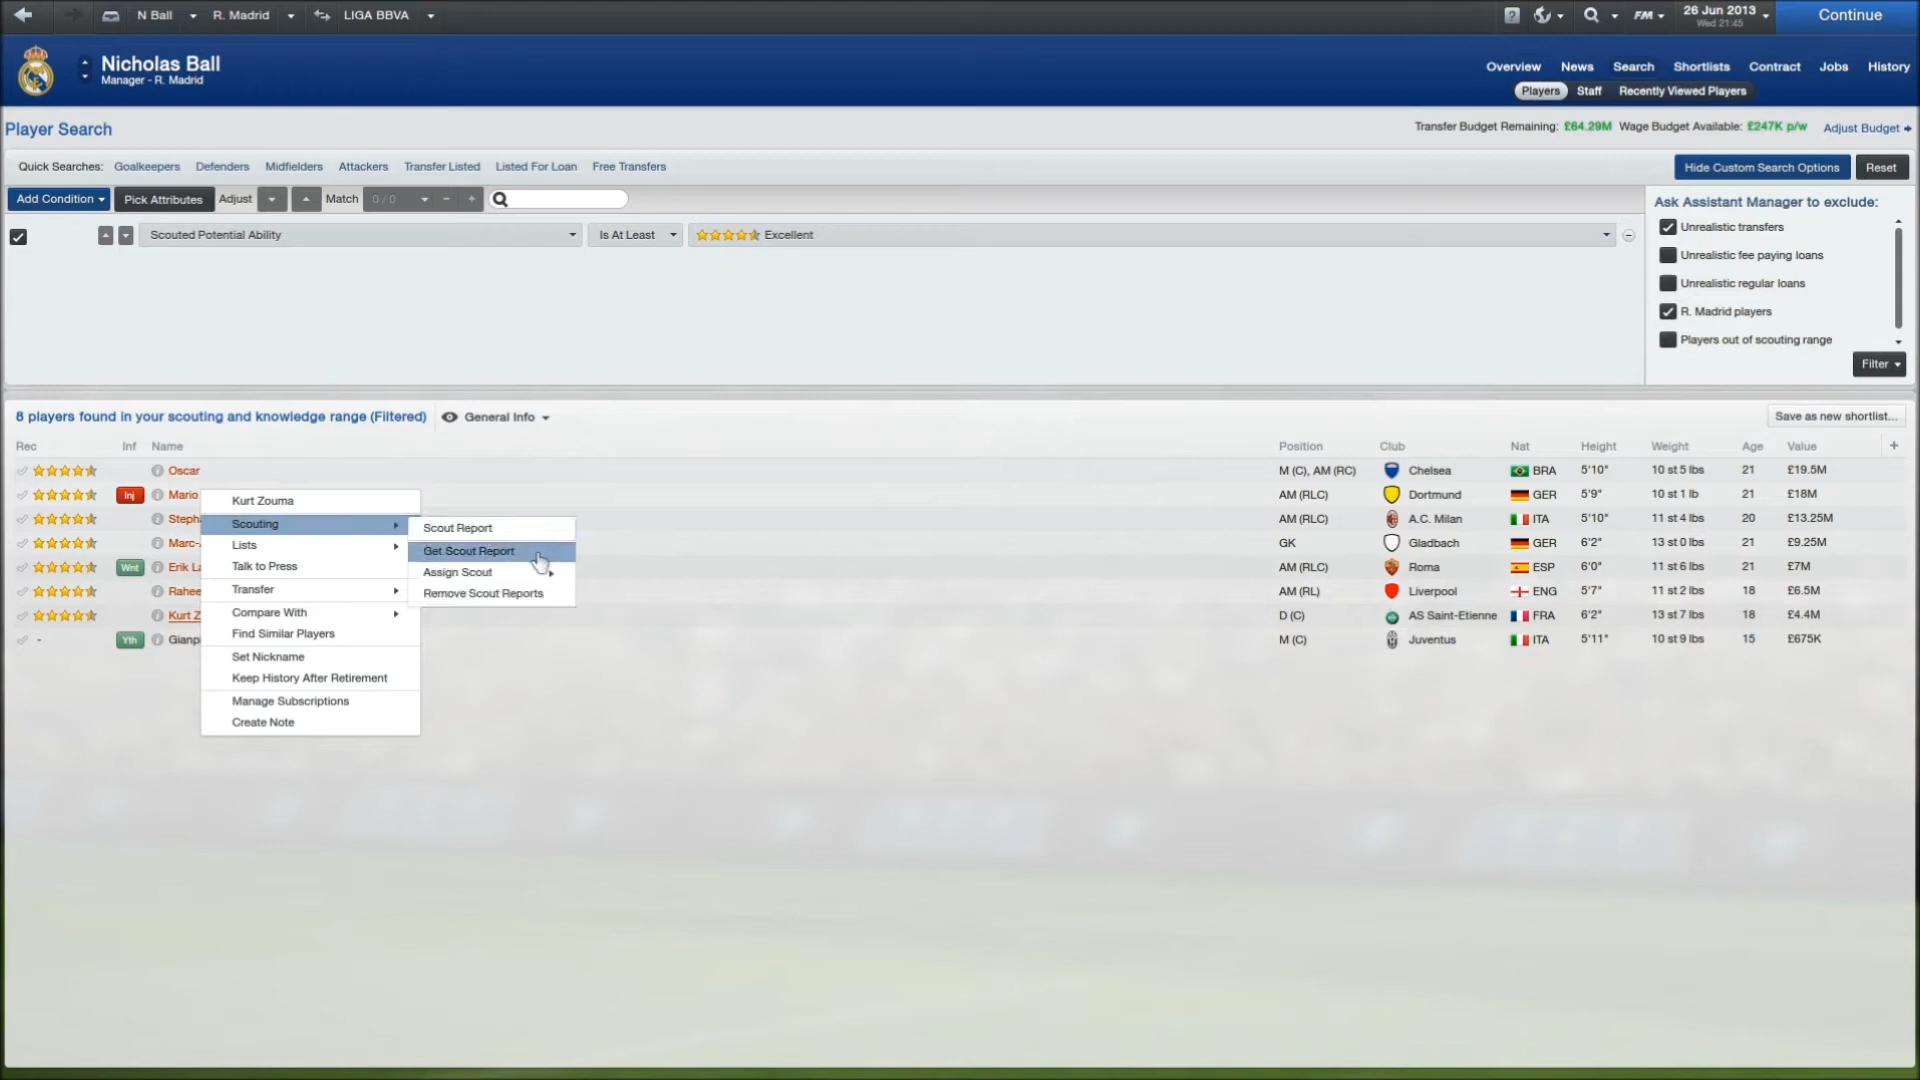 N Ball R. Madrid LIGA BBVA ? FM 26 Jun 2013 Continue
Wed 21:45
Nicholas Ball
Manager - R. Madrid
Overview News Search Shortlists Contract Jobs History
Players Staff Recently Viewed Players
Player Search
Transfer Budget Remaining: £64.29M Wage Budget Available: £247K p/w Adjust Budget
Quick Searches: Goalkeepers Defenders Midfielders Attackers Transfer Listed Listed For Loan Free Transfers
Hide Custom Search Options Reset
Add Condition Pick Attributes Adjust Match 0 / 0 - +
Ask Assistant Manager to exclude:
Scouted Potential Ability Is At Least Excellent
Unrealistic transfers
Unrealistic fee paying loans
Unrealistic regular loans
R. Madrid players
Players out of scouting range
Filter
8 players found in your scouting and knowledge range (Filtered) General Info Save as new shortlist...
Rec Inf Name Position Club Nat Height Weight Age Value +
Oscar M (C), AM (RC) Chelsea BRA 5'10" 10 st 5 lbs 21 £19.5M
Inj Mario AM (RLC) Dortmund GER 5'9" 10 st 1 lb 21 £18M
Steph AM (RLC) A.C. Milan ITA 5'10" 11 st 4 lbs 20 £13.25M
Marc- GK Gladbach GER 6'2" 13 st 0 lbs 21 £9.25M
Wnt Erik La AM (RLC) Roma ESP 6'0" 11 st 6 lbs 21 £7M
Rahee AM (RL) Liverpool ENG 5'7" 11 st 2 lbs 18 £6.5M
Kurt Z D (C) AS Saint-Etienne FRA 6'2" 13 st 7 lbs 18 £4.4M
- Yth Gianp M (C) Juventus ITA 5'11" 10 st 9 lbs 15 £675K
Kurt Zouma
Scouting
Lists
Talk to Press
Transfer
Compare With
Find Similar Players
Set Nickname
Keep History After Retirement
Manage Subscriptions
Create Note
Scout Report
Get Scout Report
Assign Scout
Remove Scout Reports